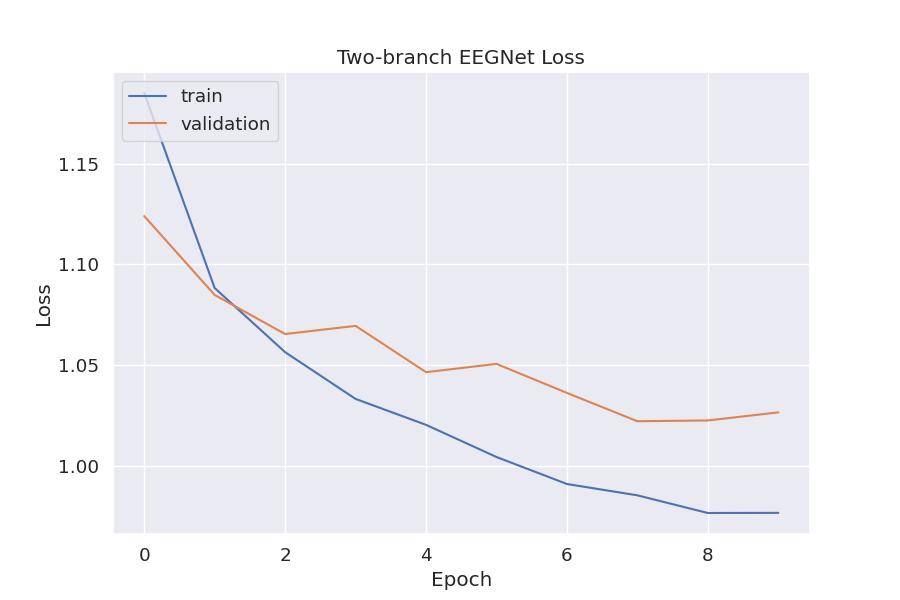 Two-branch EEGNet Loss
train
validation
1.15
1.10
1.05
1.00
Loss
0 2 4 6 8
Epoch